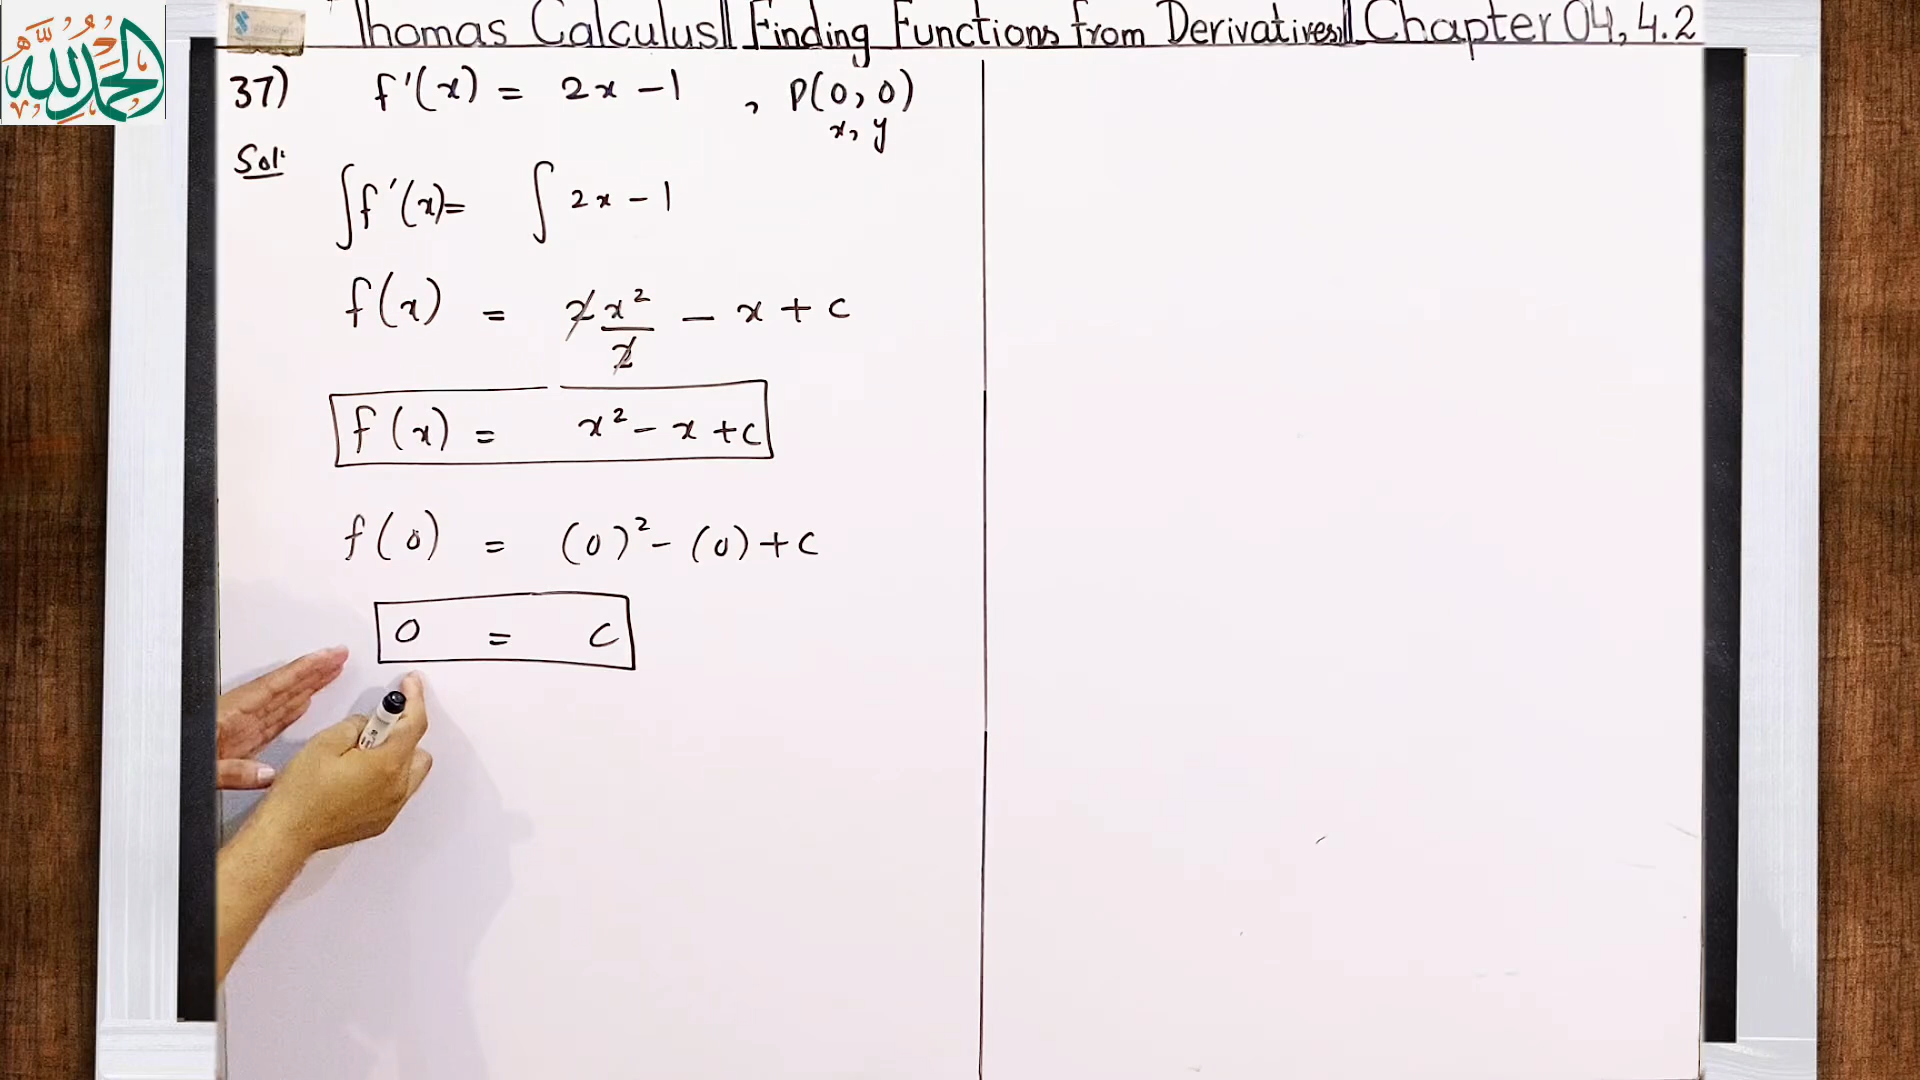 الحمد لله
Thomas Calculus|| Finding Functions from Derivatives|| Chapter 04, 4.2
37) f'(x) = 2x - 1 , P(0, 0)
x, y
Sol:
∫f'(x) = ∫ 2x - 1
f(x) = 2x²/2 - x + c
f(x) = x² - x + c
f(0) = (0)² - (0) + c
0 = c